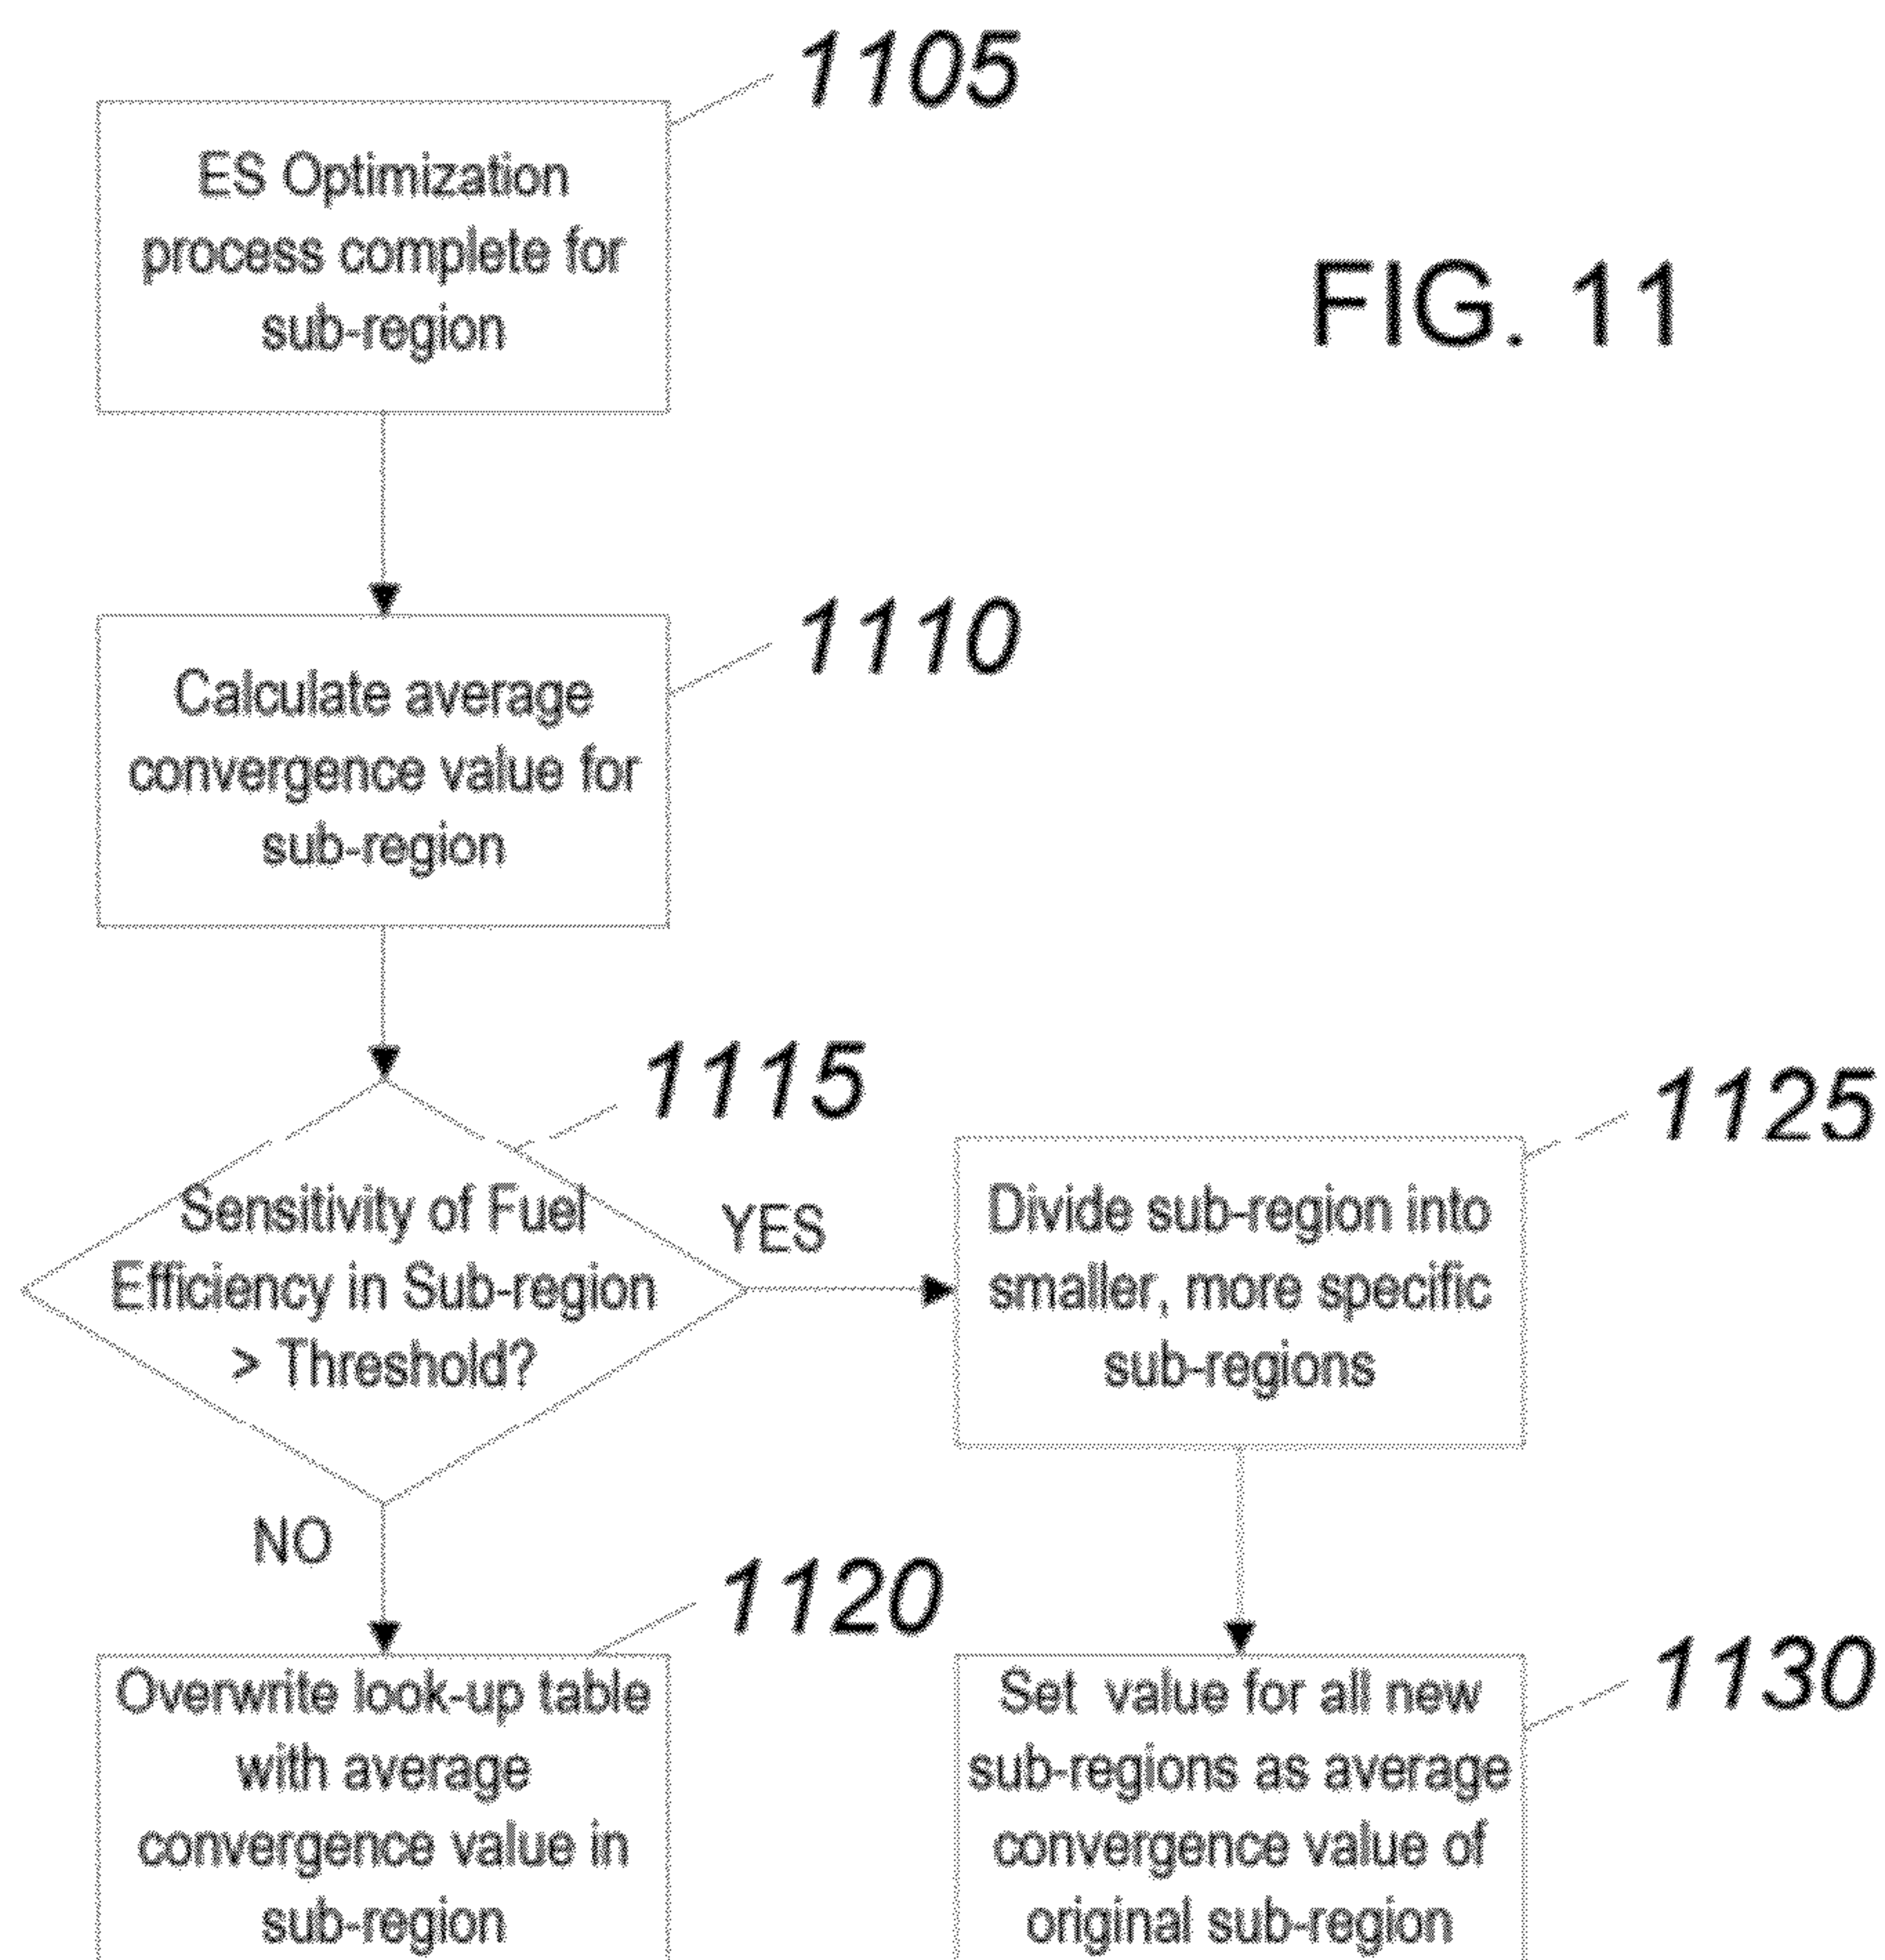 1105
ES Optimization
process complete for
sub-region
FIG. 11
1110
Calculate average
convergence value for
sub-region
1115
Sensitivity of Fuel
Efficiency in Sub-region
> Threshold?
YES
1125
Divide sub-region into
smaller, more specific
sub-regions
NO
1120
Overwrite look-up table
with average
convergence value in
sub-region
1130
Set value for all new
sub-regions as average
convergence value of
original sub-region